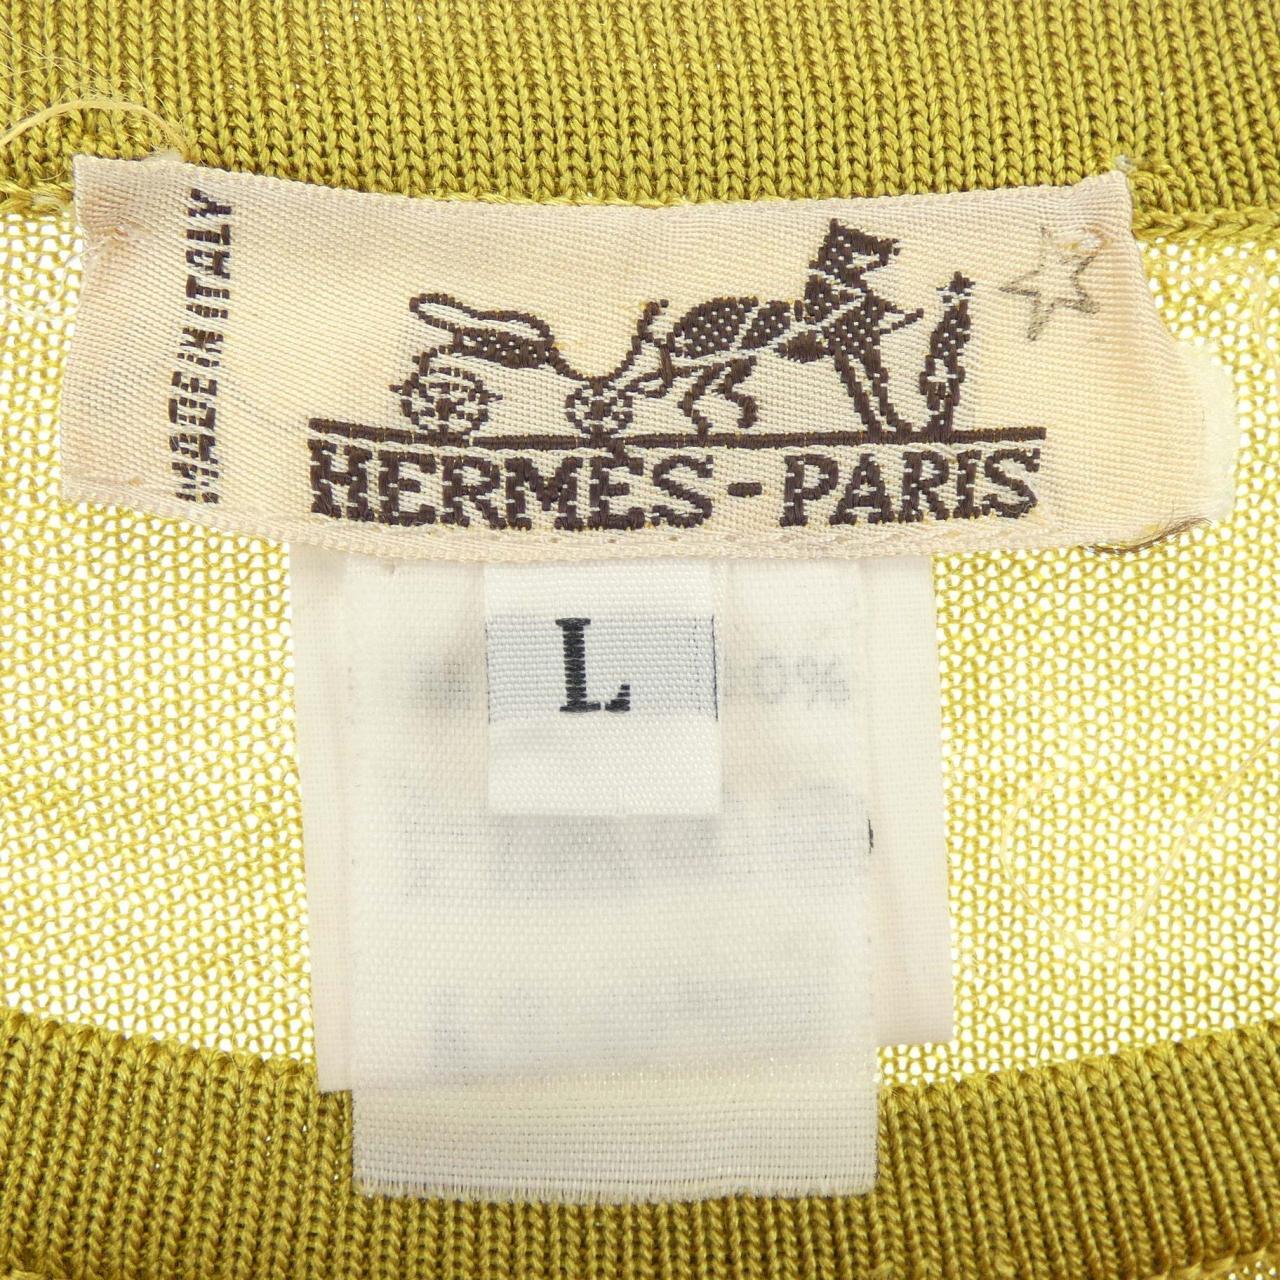 MADE IN ITALY
HERMES-PARIS
L
0%